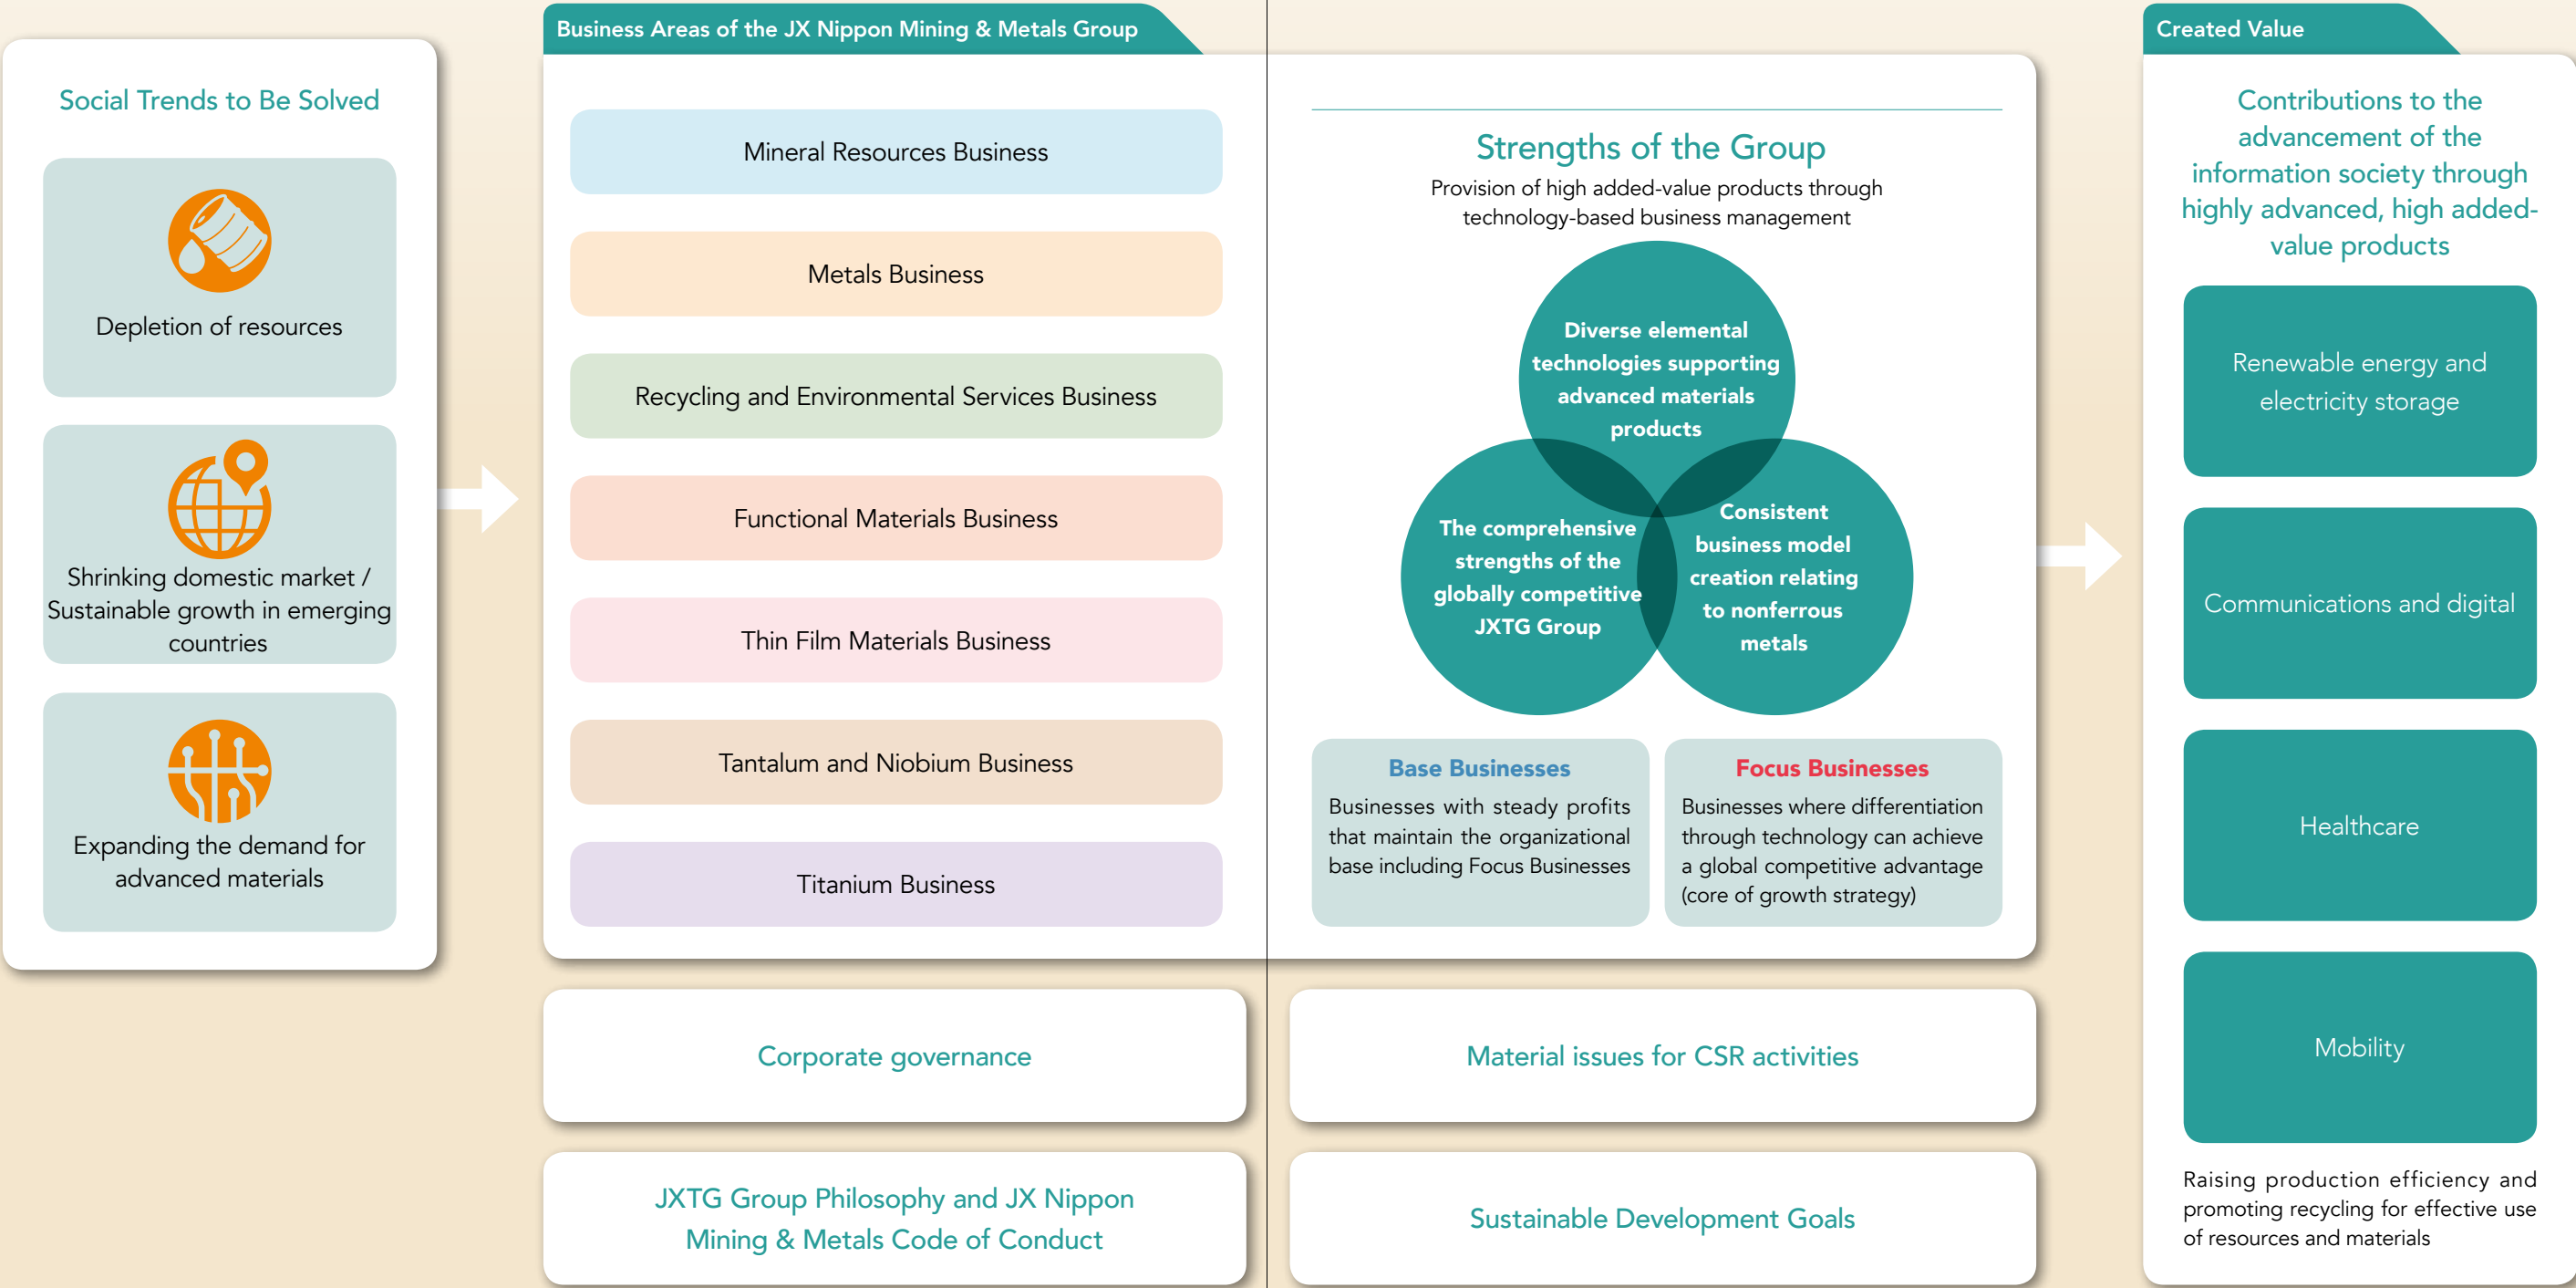 Social Trends to Be Solved
Depletion of resources
Shrinking domestic market /
Sustainable growth in emerging
countries
Expanding the demand for
advanced materials
Business Areas of the JX Nippon Mining & Metals Group
Mineral Resources Business
Metals Business
Recycling and Environmental Services Business
Functional Materials Business
Thin Film Materials Business
Tantalum and Niobium Business
Titanium Business
Strengths of the Group
Provision of high added-value products through
technology-based business management
Diverse elemental
technologies supporting
advanced materials
products
The comprehensive
strengths of the
globally competitive
JXTG Group
Consistent
business model
creation relating
to nonferrous
metals
Base Businesses
Businesses with steady profits
that maintain the organizational
base including Focus Businesses
Focus Businesses
Businesses where differentiation
through technology can achieve
a global competitive advantage
(core of growth strategy)
Corporate governance
Material issues for CSR activities
JXTG Group Philosophy and JX Nippon
Mining & Metals Code of Conduct
Sustainable Development Goals
Created Value
Contributions to the
advancement of the
information society through
highly advanced, high added-
value products
Renewable energy and
electricity storage
Communications and digital
Healthcare
Mobility
Raising production efficiency and
promoting recycling for effective use
of resources and materials